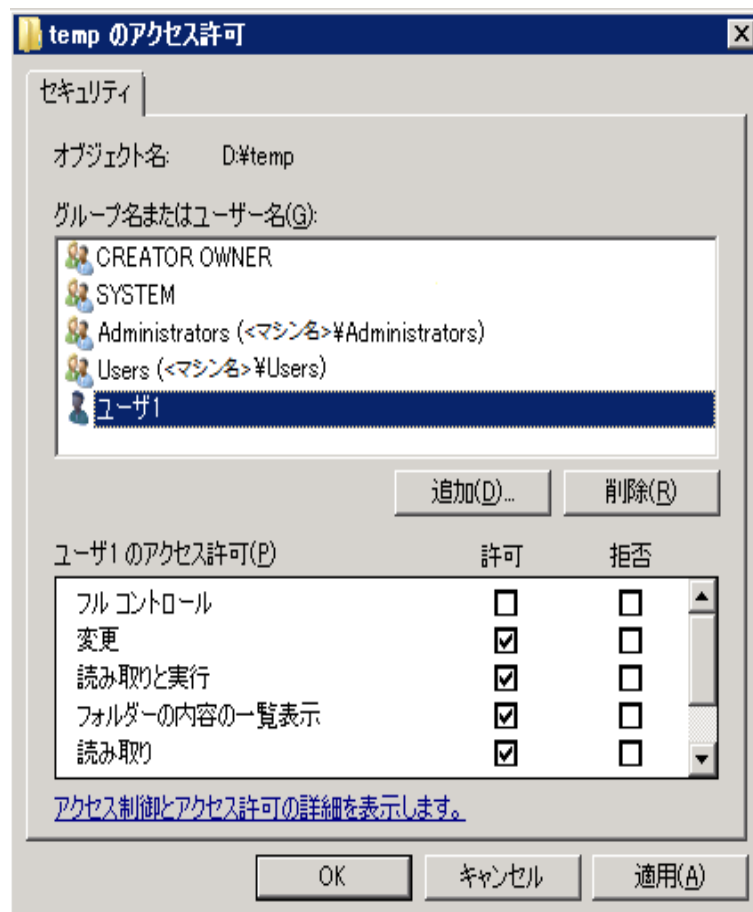 temp のアクセス許可
セキュリティ
オブジェクト名: D:¥temp
グループ名またはユーザー名(G):
CREATOR OWNER
SYSTEM
Administrators (<マシン名>¥Administrators)
Users (<マシン名>¥Users)
ユーザ1
追加(D)... 削除(R)
ユーザ1 のアクセス許可(P) 許可 拒否
フル コントロール
変更
読み取りと実行
フォルダーの内容の一覧表示
読み取り
アクセス制御とアクセス許可の詳細を表示します。
OK キャンセル 適用(A)